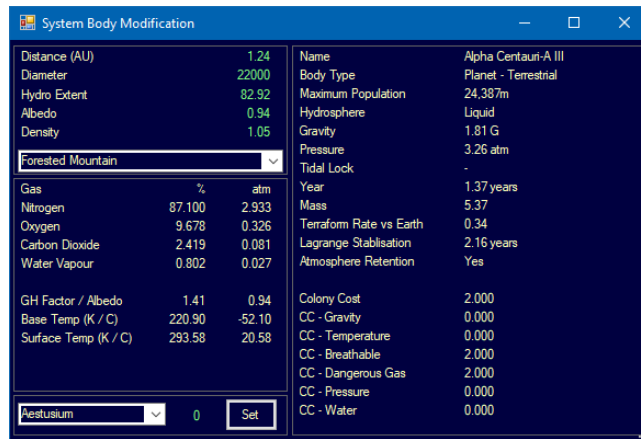 System Body Modification
Distance (AU) 1.24
Diameter 22000
Hydro Extent 82.92
Albedo 0.94
Density 1.05
Forested Mountain
Gas % atm
Nitrogen 87.100 2.933
Oxygen 9.678 0.326
Carbon Dioxide 2.419 0.081
Water Vapour 0.802 0.027
GH Factor / Albedo 1.41 0.94
Base Temp (K / C) 220.90 -52.10
Surface Temp (K / C) 293.58 20.58
Aestusium 0 Set
Name Alpha Centauri-A III
Body Type Planet - Terrestrial
Maximum Population 24,387m
Hydrosphere Liquid
Gravity 1.81 G
Pressure 3.26 atm
Tidal Lock -
Year 1.37 years
Mass 5.37
Terraform Rate vs Earth 0.34
Lagrange Stablisation 2.16 years
Atmosphere Retention Yes
Colony Cost 2.000
CC - Gravity 0.000
CC - Temperature 0.000
CC - Breathable 2.000
CC - Dangerous Gas 2.000
CC - Pressure 0.000
CC - Water 0.000